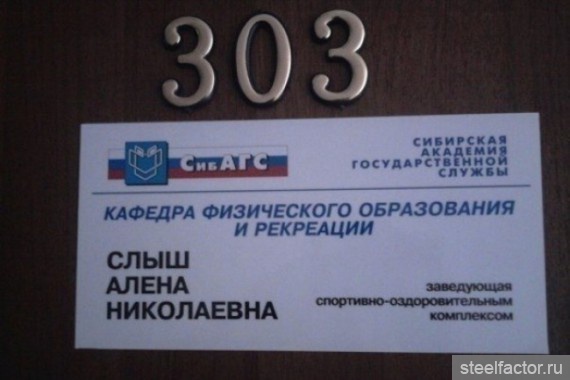 303
СибАГС
СИБИРСКАЯ
АКАДЕМИЯ
ГОСУДАРСТВЕННОЙ
СЛУЖБЫ
КАФЕДРА ФИЗИЧЕСКОГО ОБРАЗОВАНИЯ
И РЕКРЕАЦИИ
СЛЫШ
АЛЕНА
НИКОЛАЕВНА
заведующая
спортивно-оздоровительным
комплексом
steelfactor.ru